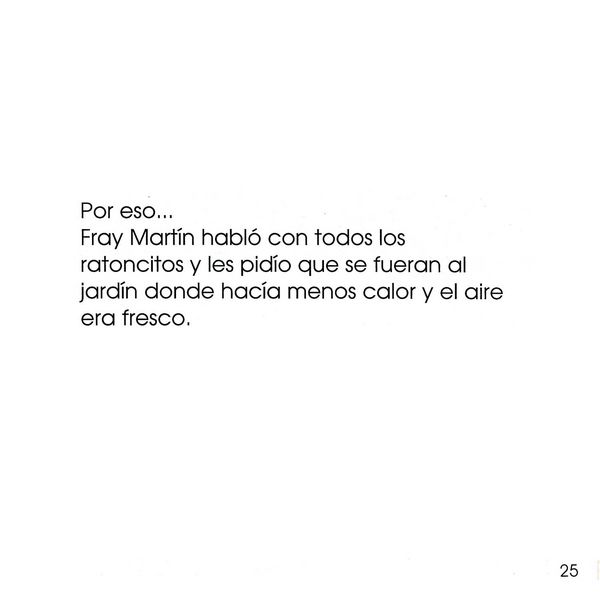 Por eso...
Fray Martín habló con todos los
ratoncitos y les pidío que se fueran al
jardín donde hacía menos calor y el aire
era fresco.
25